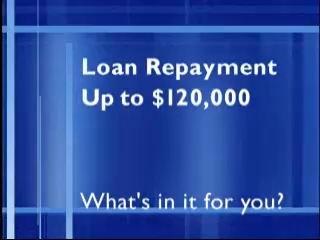 Loan Repayment
Up to $120,000
What's in it for you?